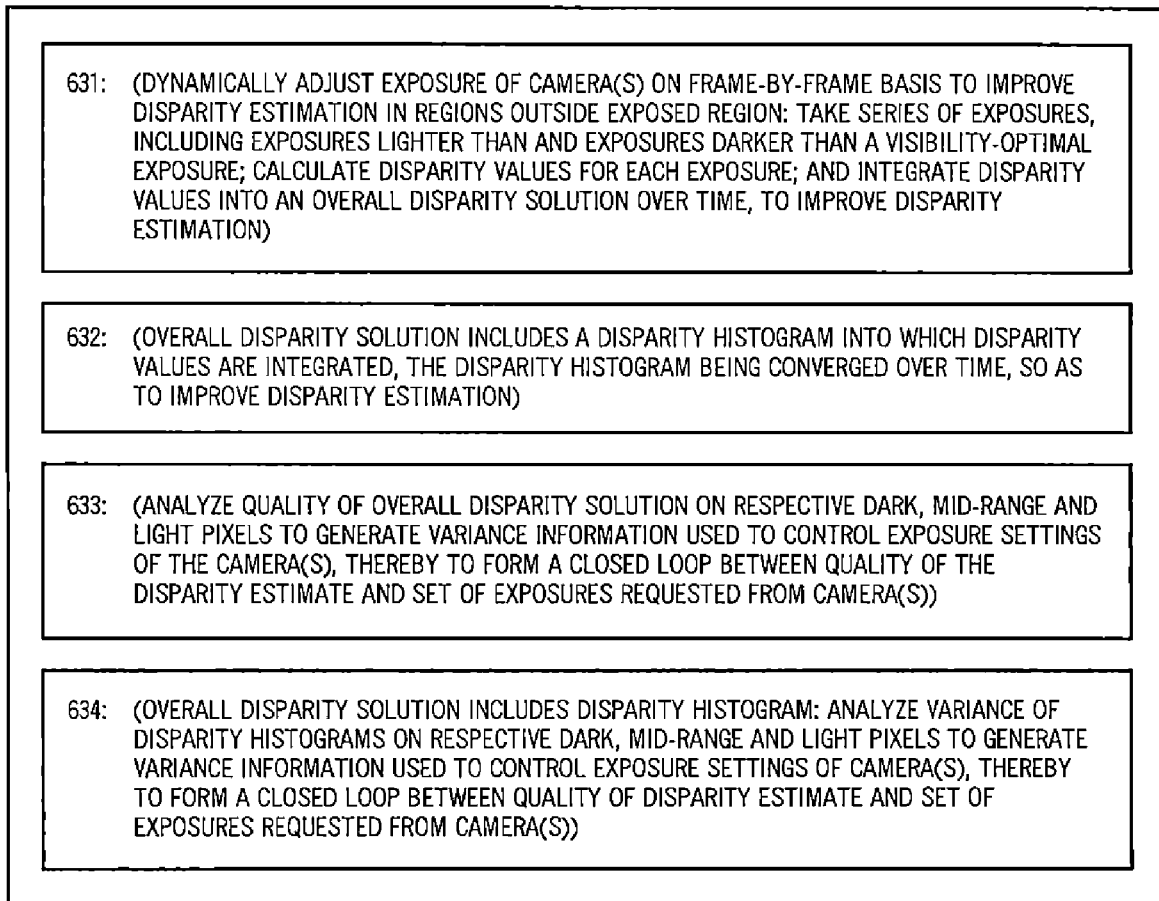 631: (DYNAMICALLY ADJUST EXPOSURE OF CAMERA(S) ON FRAME-BY-FRAME BASIS TO IMPROVE
DISPARITY ESTIMATION IN REGIONS OUTSIDE EXPOSED REGION: TAKE SERIES OF EXPOSURES,
INCLUDING EXPOSURES LIGHTER THAN AND EXPOSURES DARKER THAN A VISIBILITY-OPTIMAL
EXPOSURE; CALCULATE DISPARITY VALUES FOR EACH EXPOSURE; AND INTEGRATE DISPARITY
VALUES INTO AN OVERALL DISPARITY SOLUTION OVER TIME, TO IMPROVE DISPARITY
ESTIMATION)
632: (OVERALL DISPARITY SOLUTION INCLUDES A DISPARITY HISTOGRAM INTO WHICH DISPARITY
VALUES ARE INTEGRATED, THE DISPARITY HISTOGRAM BEING CONVERGED OVER TIME, SO AS
TO IMPROVE DISPARITY ESTIMATION)
633: (ANALYZE QUALITY OF OVERALL DISPARITY SOLUTION ON RESPECTIVE DARK, MID-RANGE AND
LIGHT PIXELS TO GENERATE VARIANCE INFORMATION USED TO CONTROL EXPOSURE SETTINGS
OF THE CAMERA(S), THEREBY TO FORM A CLOSED LOOP BETWEEN QUALITY OF THE
DISPARITY ESTIMATE AND SET OF EXPOSURES REQUESTED FROM CAMERA(S))
634: (OVERALL DISPARITY SOLUTION INCLUDES DISPARITY HISTOGRAM: ANALYZE VARIANCE OF
DISPARITY HISTOGRAMS ON RESPECTIVE DARK, MID-RANGE AND LIGHT PIXELS TO GENERATE
VARIANCE INFORMATION USED TO CONTROL EXPOSURE SETTINGS OF CAMERA(S), THEREBY
TO FORM A CLOSED LOOP BETWEEN QUALITY OF DISPARITY ESTIMATE AND SET OF
EXPOSURES REQUESTED FROM CAMERA(S))